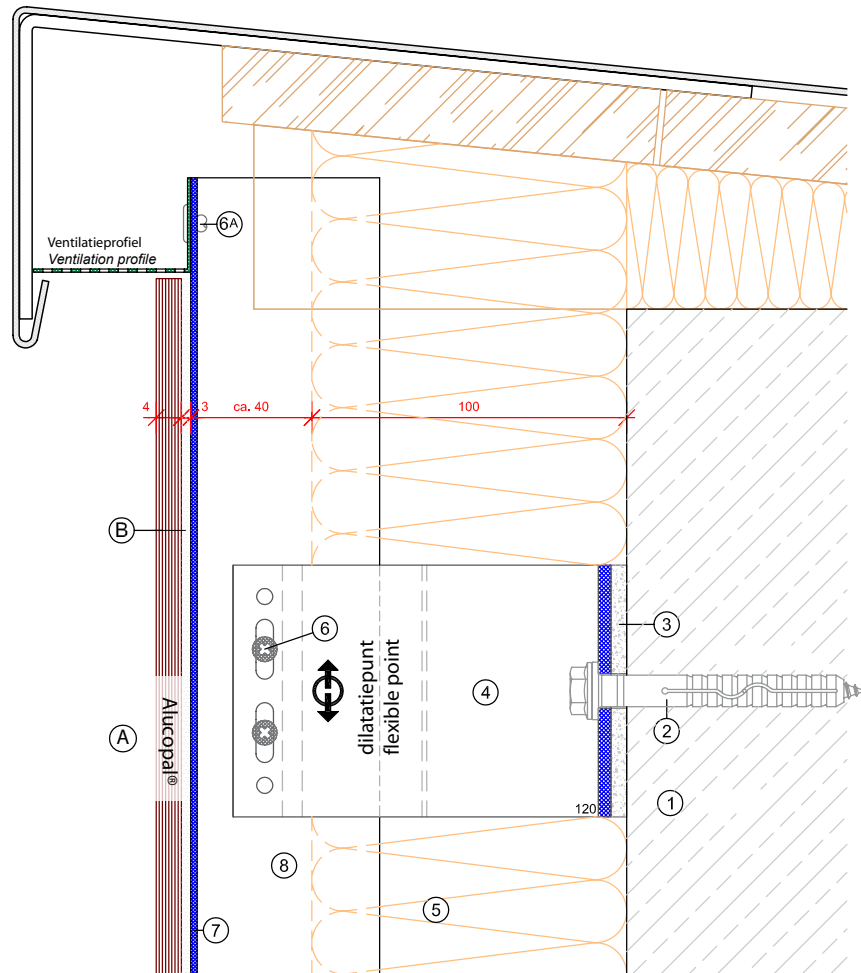 6A
Ventilatieprofiel
Ventilation profile
4
3
ca. 40
100
B
6
3
4
dilatatiepunt
flexible point
2
A
Alucopal®
120
1
8
5
7